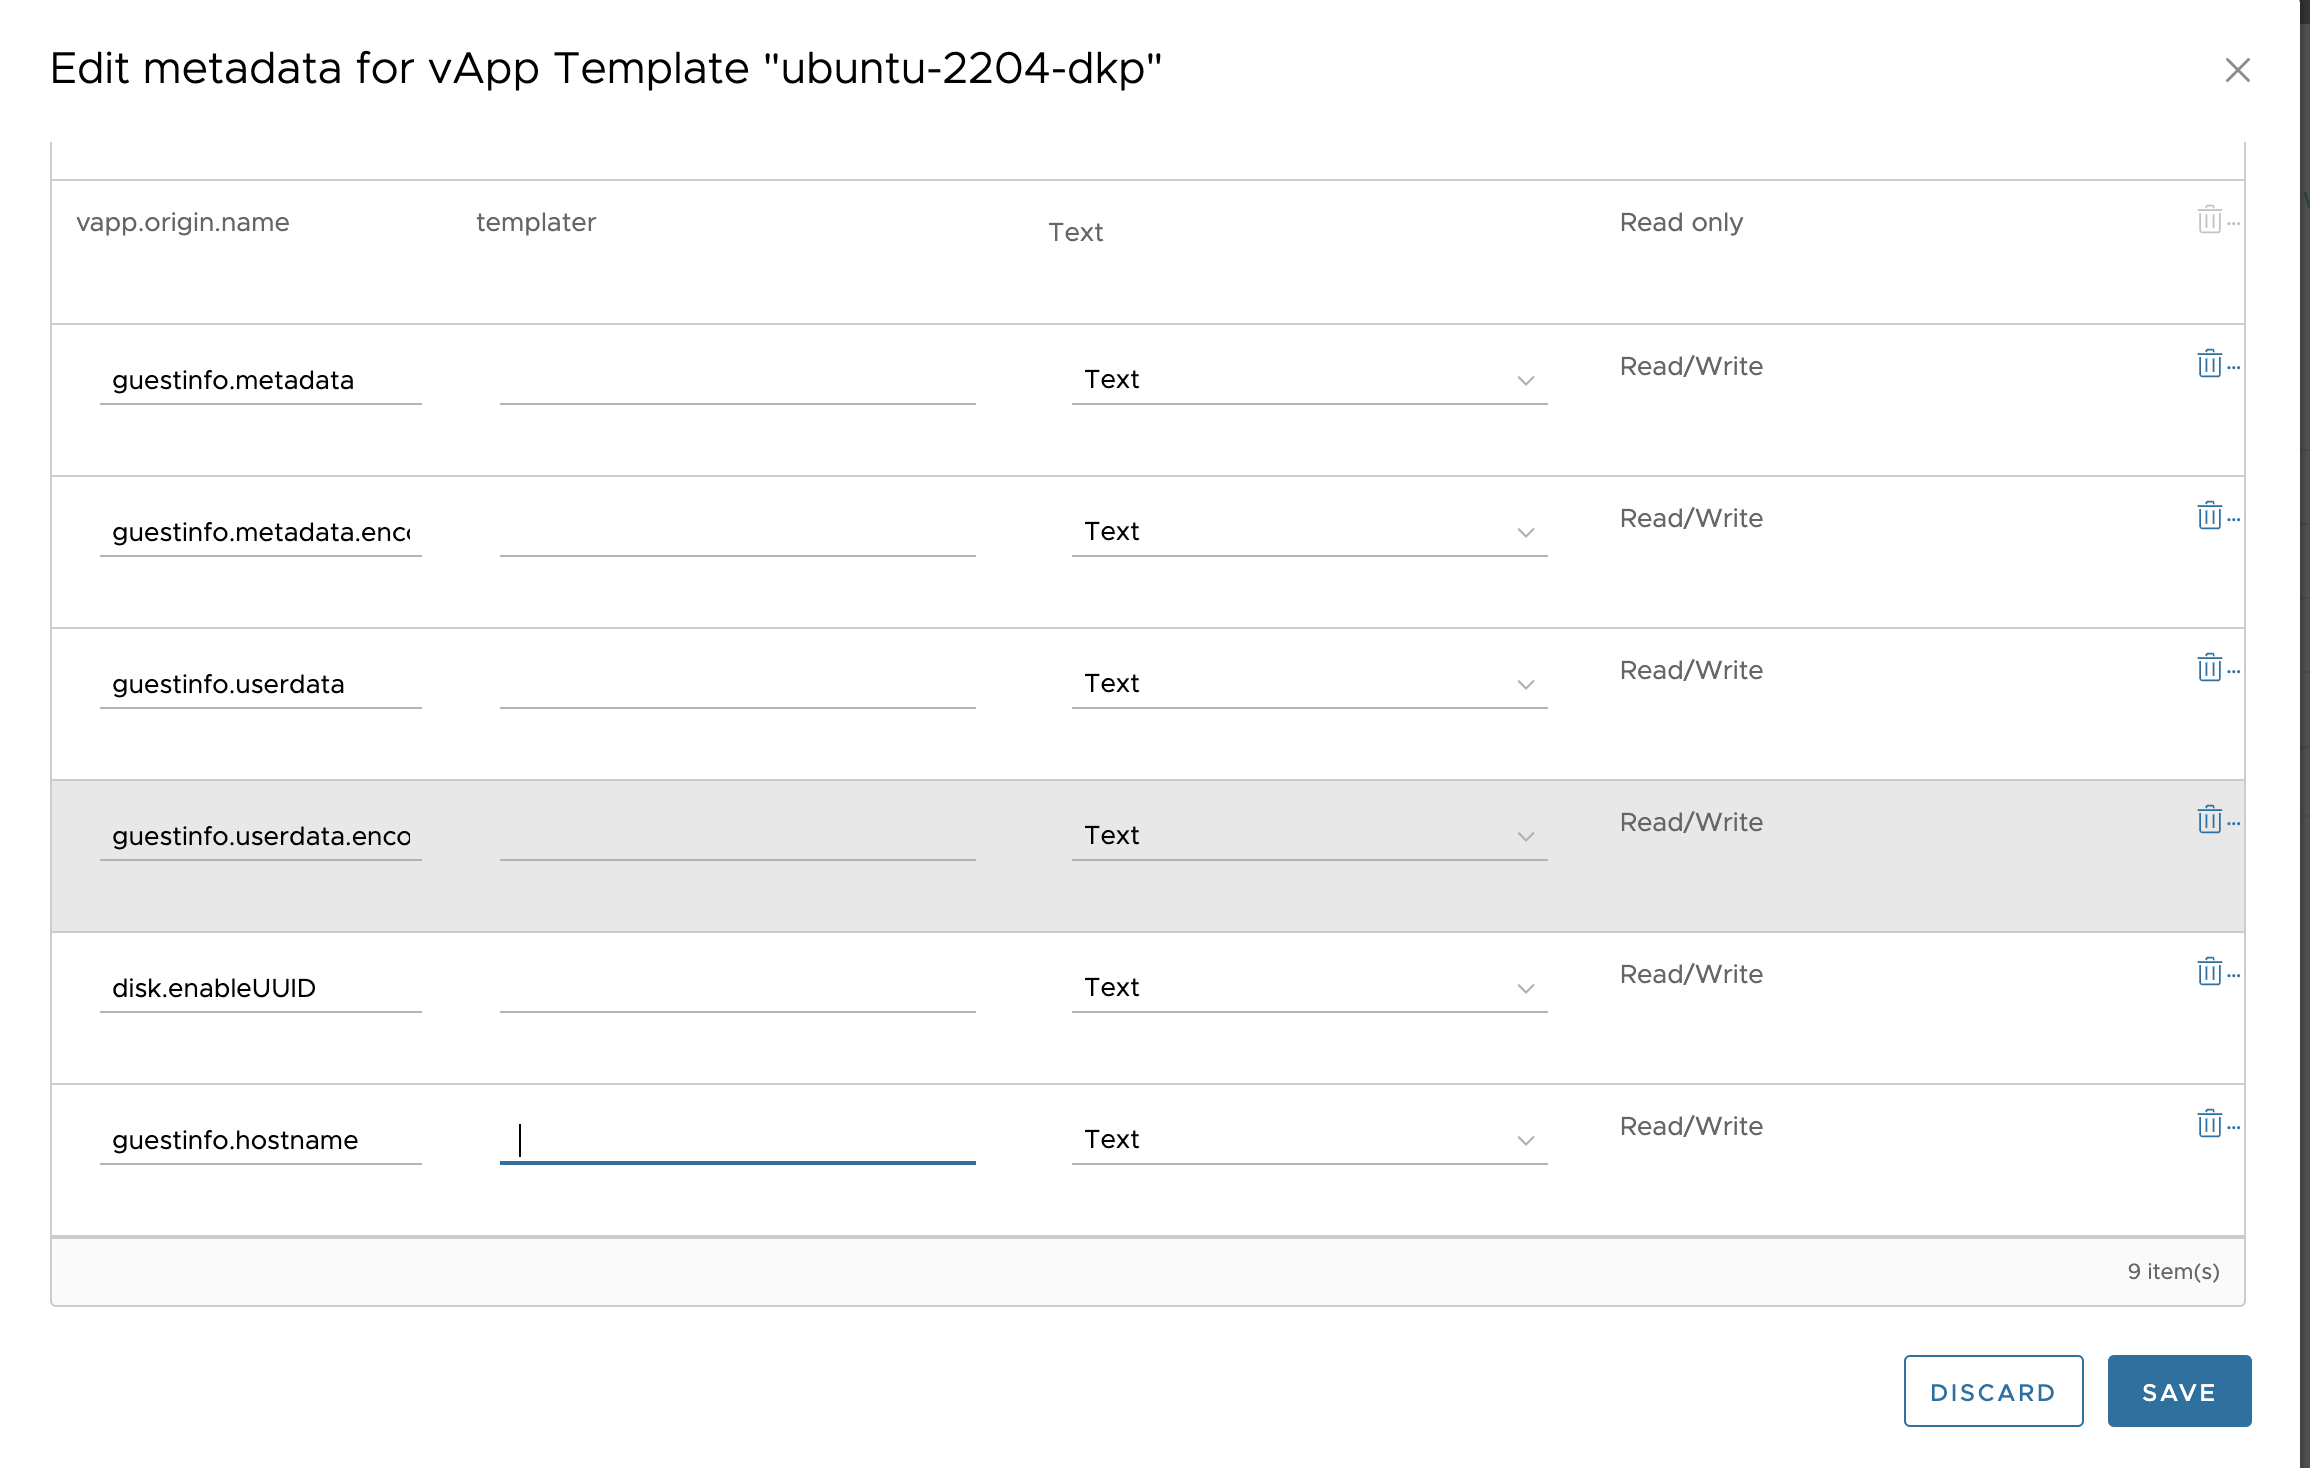 Edit metadata for vApp Template "ubuntu-2204-dkp"
vapp.origin.name templater Text Read only
guestinfo.metadata Text Read/Write
guestinfo.metadata.enc Text Read/Write
guestinfo.userdata Text Read/Write
guestinfo.userdata.enco Text Read/Write
disk.enableUUID Text Read/Write
guestinfo.hostname Text Read/Write
9 item(s)
DISCARD SAVE